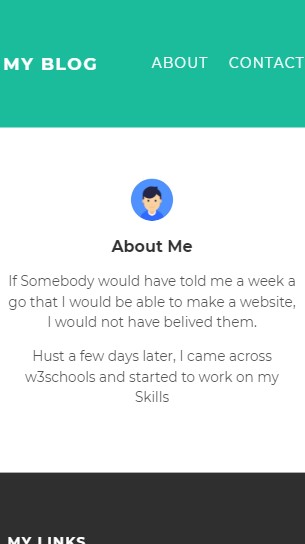 MY BLOG
ABOUT
CONTACT
About Me
If Somebody would have told me a week a
go that I would be able to make a website,
I would not have belived them.
Hust a few days later, I came across
w3schools and started to work on my
Skills
MY LINKS